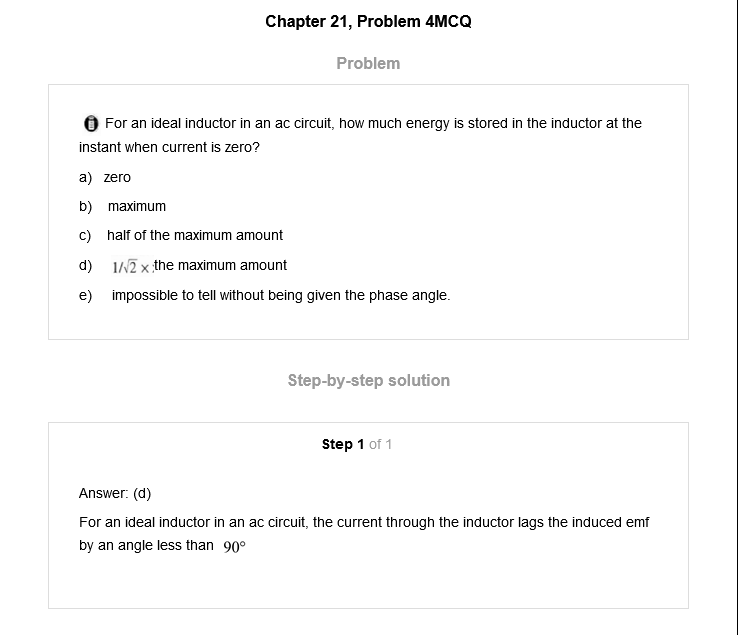 Chapter 21, Problem 4MCQ
Problem
For an ideal inductor in an ac circuit, how much energy is stored in the inductor at the
instant when current is zero?
a) zero
b) maximum
c) half of the maximum amount
d) 1/√2 × the maximum amount
e) impossible to tell without being given the phase angle.
Step-by-step solution
Step 1 of 1
Answer: (d)
For an ideal inductor in an ac circuit, the current through the inductor lags the induced emf
by an angle less than 90°